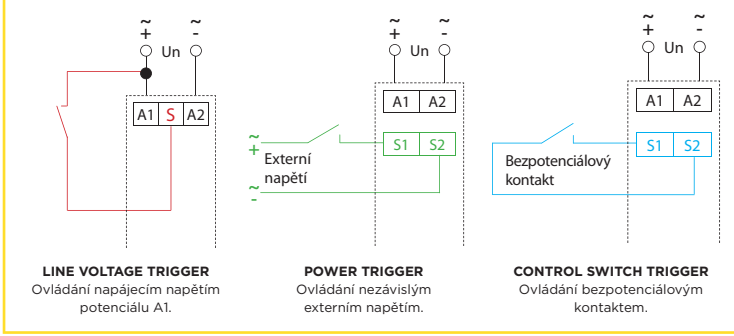 ~ ~
+ Un -
A1 S A2
LINE VOLTAGE TRIGGER
Ovládání napájecím napětím
potenciálu A1.
~ ~
+ Un -
A1 A2
S1 S2
~
+
Externí
napětí
~
-
POWER TRIGGER
Ovládání nezávislým
externím napětím.
~ ~
+ Un -
A1 A2
S1 S2
Bezpotenciálový
kontakt
CONTROL SWITCH TRIGGER
Ovládání bezpotenciálovým
kontaktem.